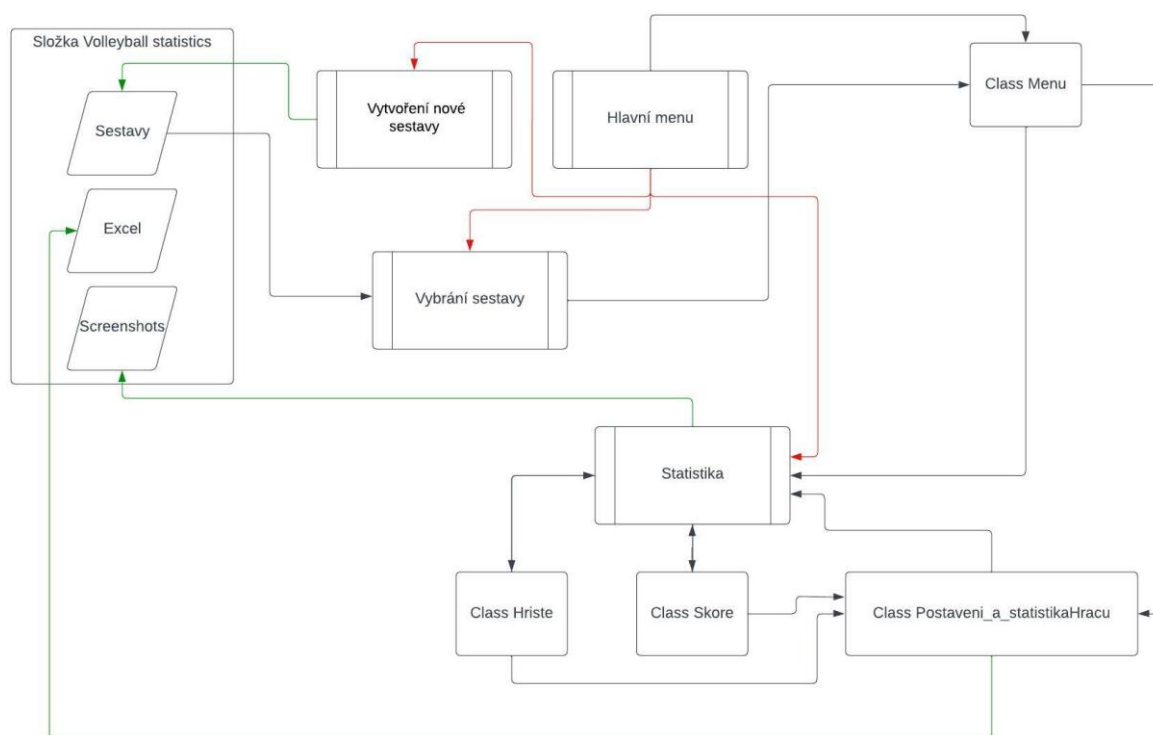 Složka Volleyball statistics
Sestavy
Excel
Screenshots
Vytvoření nové
sestavy
Hlavní menu
Class Menu
Vybrání sestavy
Statistika
Class Hriste
Class Skore
Class Postaveni_a_statistikaHracu